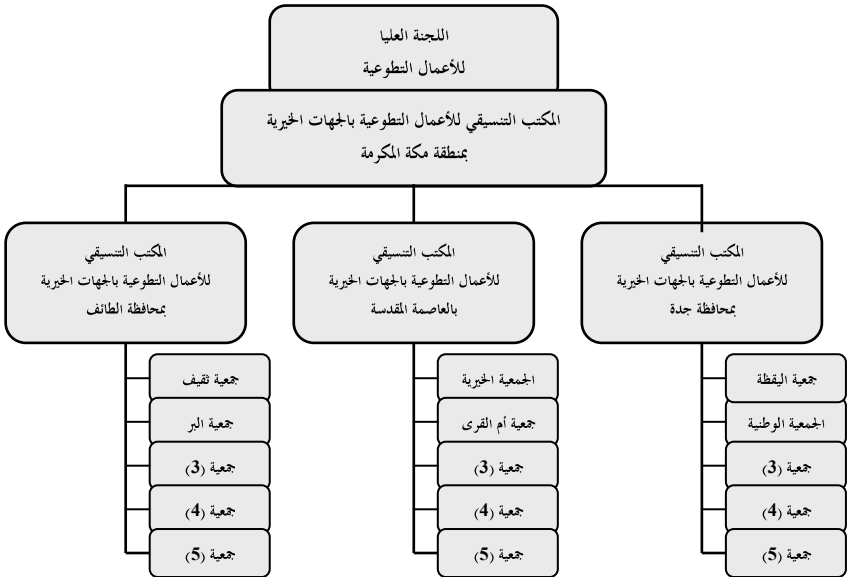 اللجنة العليا
للأعمال التطوعية
المكتب التنسيقي للأعمال التطوعية بالجهات الخيرية
بمنطقة مكة المكرمة
المكتب التنسيقي
للأعمال التطوعية بالجهات الخيرية
بمحافظة جدة
جمعية اليقظة
الجمعية الوطنية
جمعية (3)
جمعية (4)
جمعية (5)
المكتب التنسيقي
للأعمال التطوعية بالجهات الخيرية
بالعاصمة المقدسة
الجمعية الخيرية
جمعية أم القرى
جمعية (3)
جمعية (4)
جمعية (5)
المكتب التنسيقي
للأعمال التطوعية بالجهات الخيرية
بمحافظة الطائف
جمعية ثقيف
جمعية البر
جمعية (3)
جمعية (4)
جمعية (5)